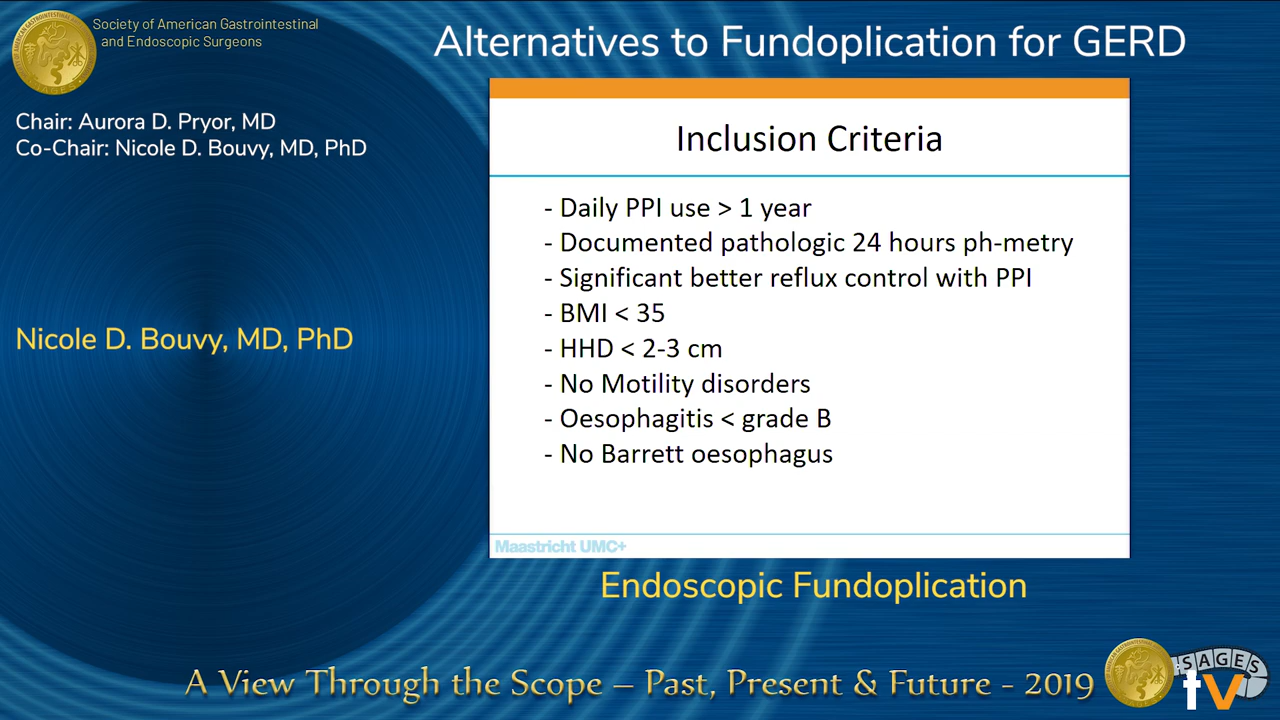 Society of American Gastrointestinal
and Endoscopic Surgeons
Alternatives to Fundoplication for GERD
Chair: Aurora D. Pryor, MD
Co-Chair: Nicole D. Bouvy, MD, PhD
Nicole D. Bouvy, MD, PhD
Inclusion Criteria
- Daily PPI use > 1 year
- Documented pathologic 24 hours ph-metry
- Significant better reflux control with PPI
- BMI < 35
- HHD < 2-3 cm
- No Motility disorders
- Oesophagitis < grade B
- No Barrett oesophagus
Maastricht UMC+
Endoscopic Fundoplication
A View Through the Scope – Past, Present & Future - 2019
SAGES
tv